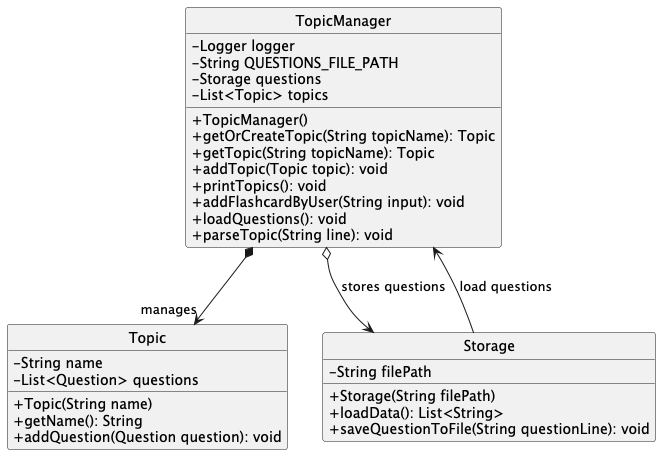 TopicManager
-Logger logger
-String QUESTIONS_FILE_PATH
-Storage questions
-List<Topic> topics
+TopicManager()
+getOrCreateTopic(String topicName): Topic
+getTopic(String topicName): Topic
+addTopic(Topic topic): void
+printTopics(): void
+addFlashcardByUser(String input): void
+loadQuestions(): void
+parseTopic(String line): void
manages
stores questions
load questions
Topic
-String name
-List<Question> questions
+Topic(String name)
+getName(): String
+addQuestion(Question question): void
Storage
-String filePath
+Storage(String filePath)
+loadData(): List<String>
+saveQuestionToFile(String questionLine): void